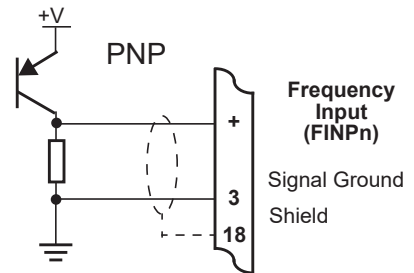 +V
PNP
Frequency
Input
(FINPn)
+
Signal Ground
3
Shield
18